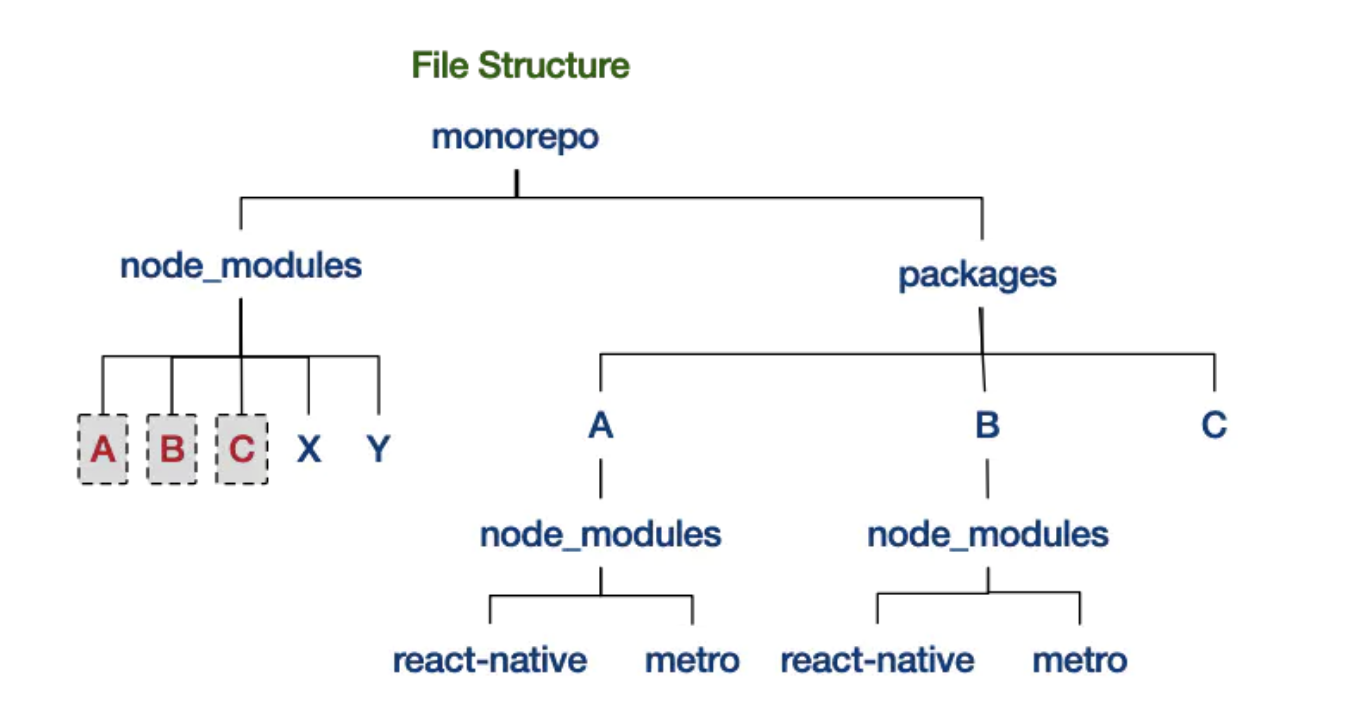 File Structure
monorepo
node_modules
packages
A B C X Y
A B C
node_modules node_modules
react-native metro react-native metro